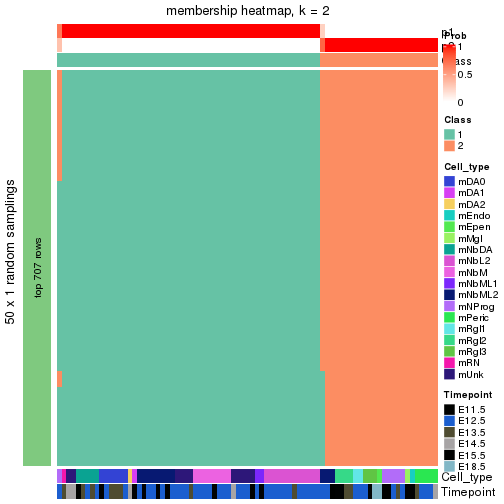 membership heatmap, k = 2
50 x 1 random samplings
top 707 rows
p1
Prob
1
0.5
0
Class
1
2
Cell_type
mDA0
mDA1
mDA2
mEndo
mEpen
mMgl
mNbDA
mNbL2
mNbM
mNbML1
mNbML2
mNProg
mPeric
mRgl1
mRgl2
mRgl3
mRN
mUnk
Timepoint
E11.5
E12.5
E13.5
E14.5
E15.5
E18.5
Cell_type
Timepoint